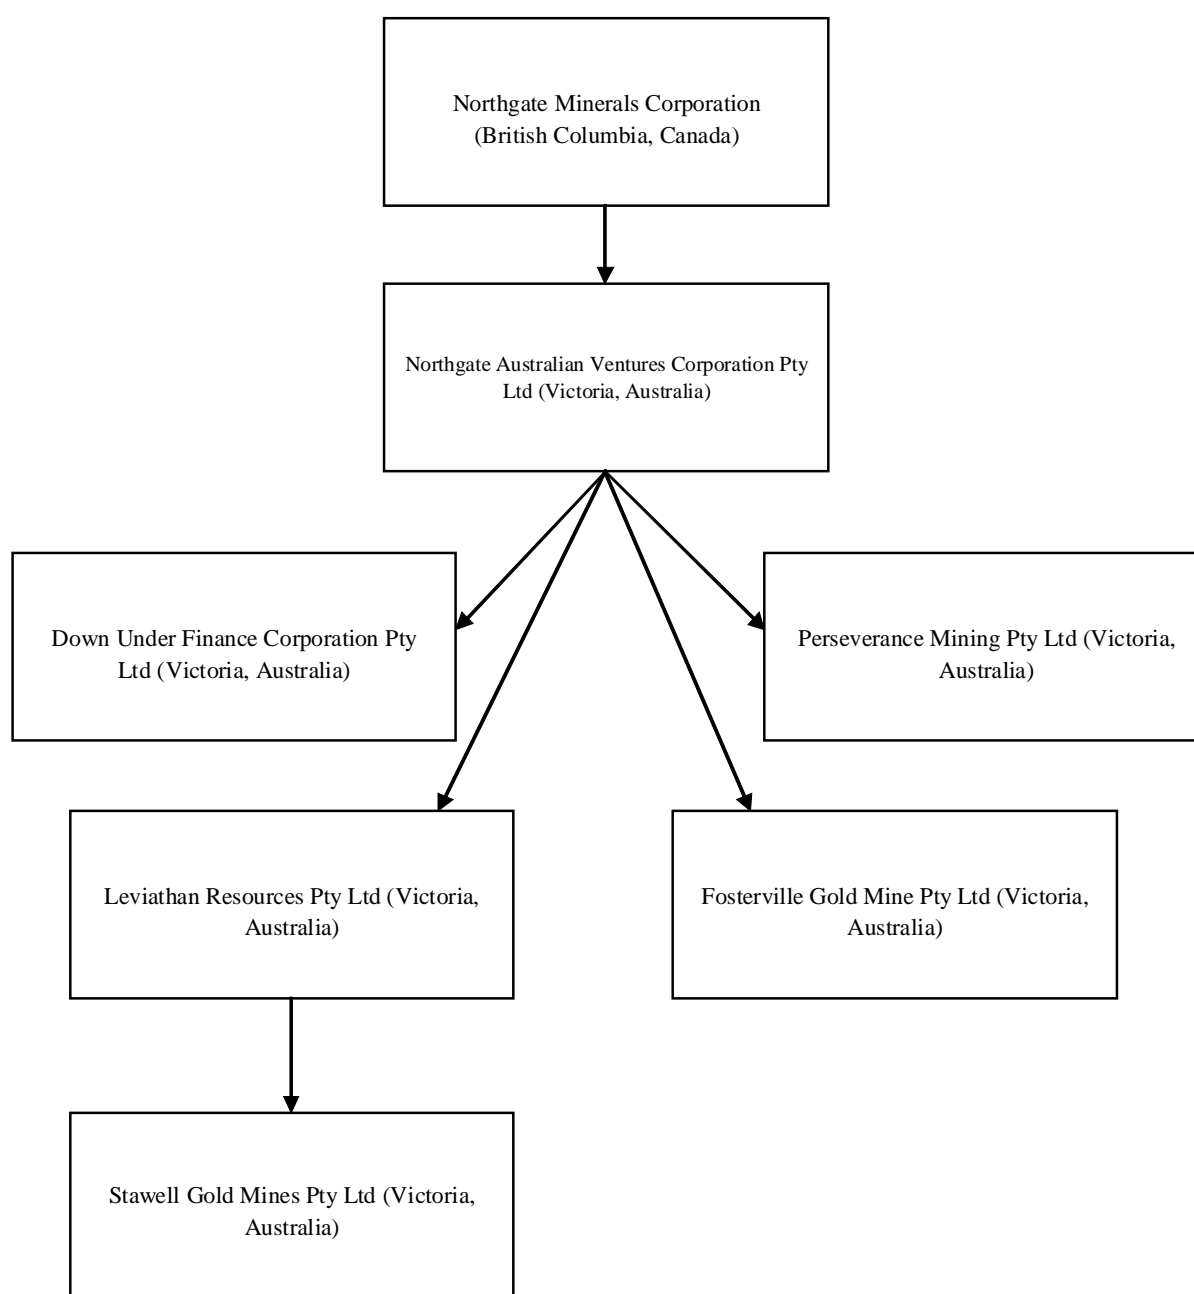 Northgate Minerals Corporation
(British Columbia, Canada)
Northgate Australian Ventures Corporation Pty
Ltd (Victoria, Australia)
Down Under Finance Corporation Pty
Ltd (Victoria, Australia)
Perseverance Mining Pty Ltd (Victoria,
Australia)
Leviathan Resources Pty Ltd (Victoria,
Australia)
Fosterville Gold Mine Pty Ltd (Victoria,
Australia)
Stawell Gold Mines Pty Ltd (Victoria,
Australia)